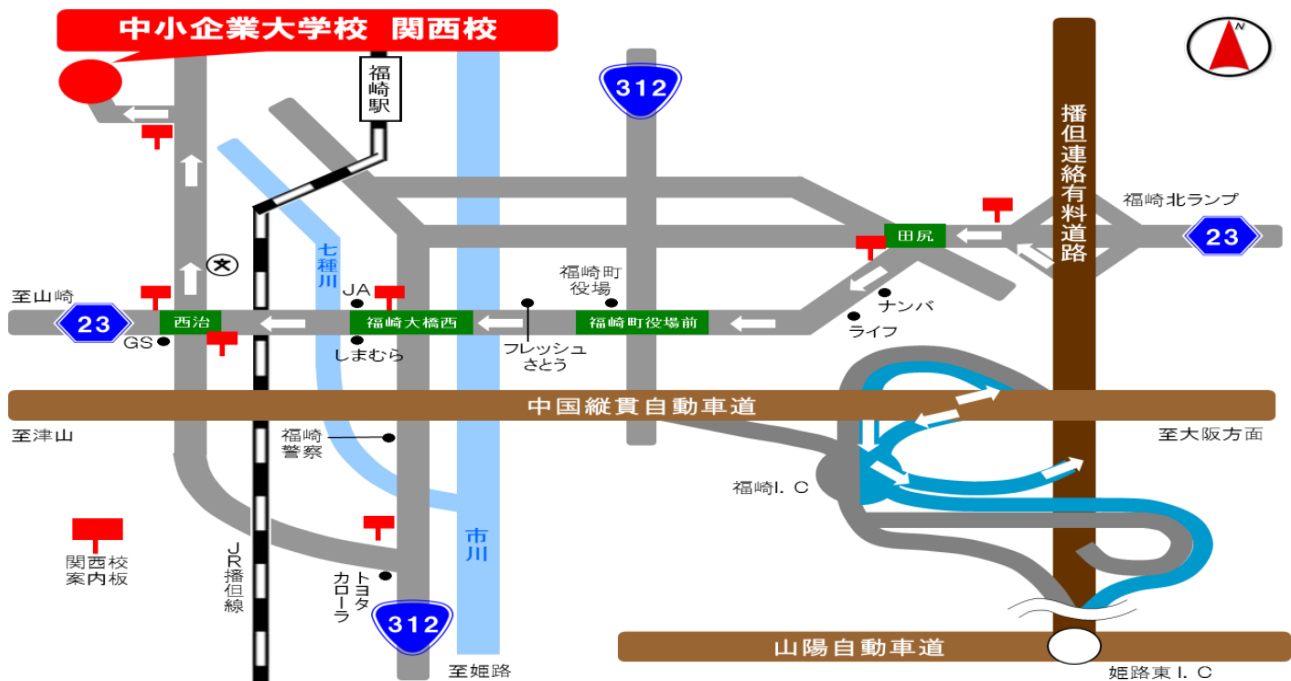 中小企業大学校 関西校
N
福崎駅
312
播但連絡有料道路
福崎北ランプ
田尻
23
七種川
福崎町
役場
ナンバ
ライフ
至山崎
23
JA
西治
福崎大橋西
福崎町役場前
GS
しまむら
フレッシュ
さとう
文
中国縦貫自動車道
至津山
至大阪方面
福崎
警察
福崎I.C
市川
関西校
案内板
JR播但線
トヨタ
カローラ
312
至姫路
山陽自動車道
姫路東I.C